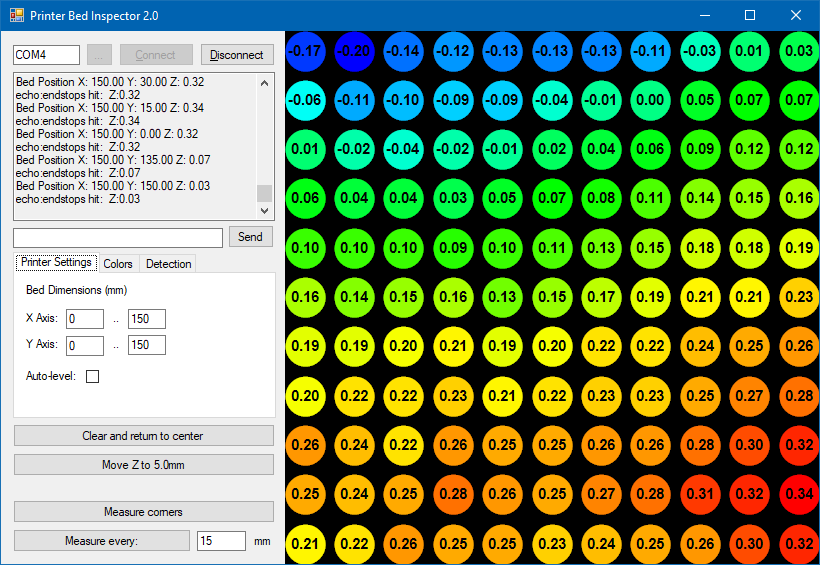 Printer Bed Inspector 2.0
COM4 ... Connect Disconnect
Bed Position X: 150.00 Y: 30.00 Z: 0.32
echo:endstops hit:  Z:0.32
Bed Position X: 150.00 Y: 15.00 Z: 0.34
echo:endstops hit:  Z:0.34
Bed Position X: 150.00 Y: 0.00 Z: 0.32
echo:endstops hit:  Z:0.32
Bed Position X: 150.00 Y: 135.00 Z: 0.07
echo:endstops hit:  Z:0.07
Bed Position X: 150.00 Y: 150.00 Z: 0.03
echo:endstops hit:  Z:0.03
Send
Printer Settings Colors Detection
Bed Dimensions (mm)
X Axis: 0 .. 150
Y Axis: 0 .. 150
Auto-level:
Clear and return to center
Move Z to 5.0mm
Measure corners
Measure every: 15 mm
-0.17 -0.20 -0.14 -0.12 -0.13 -0.13 -0.13 -0.11 -0.03 0.01 0.03
-0.06 -0.11 -0.10 -0.09 -0.09 -0.04 -0.01 0.00 0.05 0.07 0.07
0.01 -0.02 -0.04 -0.02 -0.01 0.02 0.04 0.06 0.09 0.12 0.12
0.06 0.04 0.04 0.03 0.05 0.07 0.08 0.11 0.14 0.15 0.16
0.10 0.10 0.10 0.09 0.10 0.11 0.13 0.15 0.18 0.18 0.19
0.16 0.14 0.15 0.16 0.13 0.15 0.17 0.19 0.21 0.21 0.23
0.19 0.19 0.20 0.21 0.19 0.20 0.22 0.22 0.24 0.25 0.26
0.20 0.22 0.22 0.23 0.21 0.22 0.23 0.23 0.25 0.27 0.28
0.26 0.24 0.22 0.26 0.25 0.25 0.26 0.26 0.28 0.30 0.32
0.25 0.24 0.25 0.28 0.26 0.25 0.27 0.28 0.31 0.32 0.34
0.21 0.22 0.26 0.25 0.25 0.23 0.24 0.25 0.26 0.30 0.32